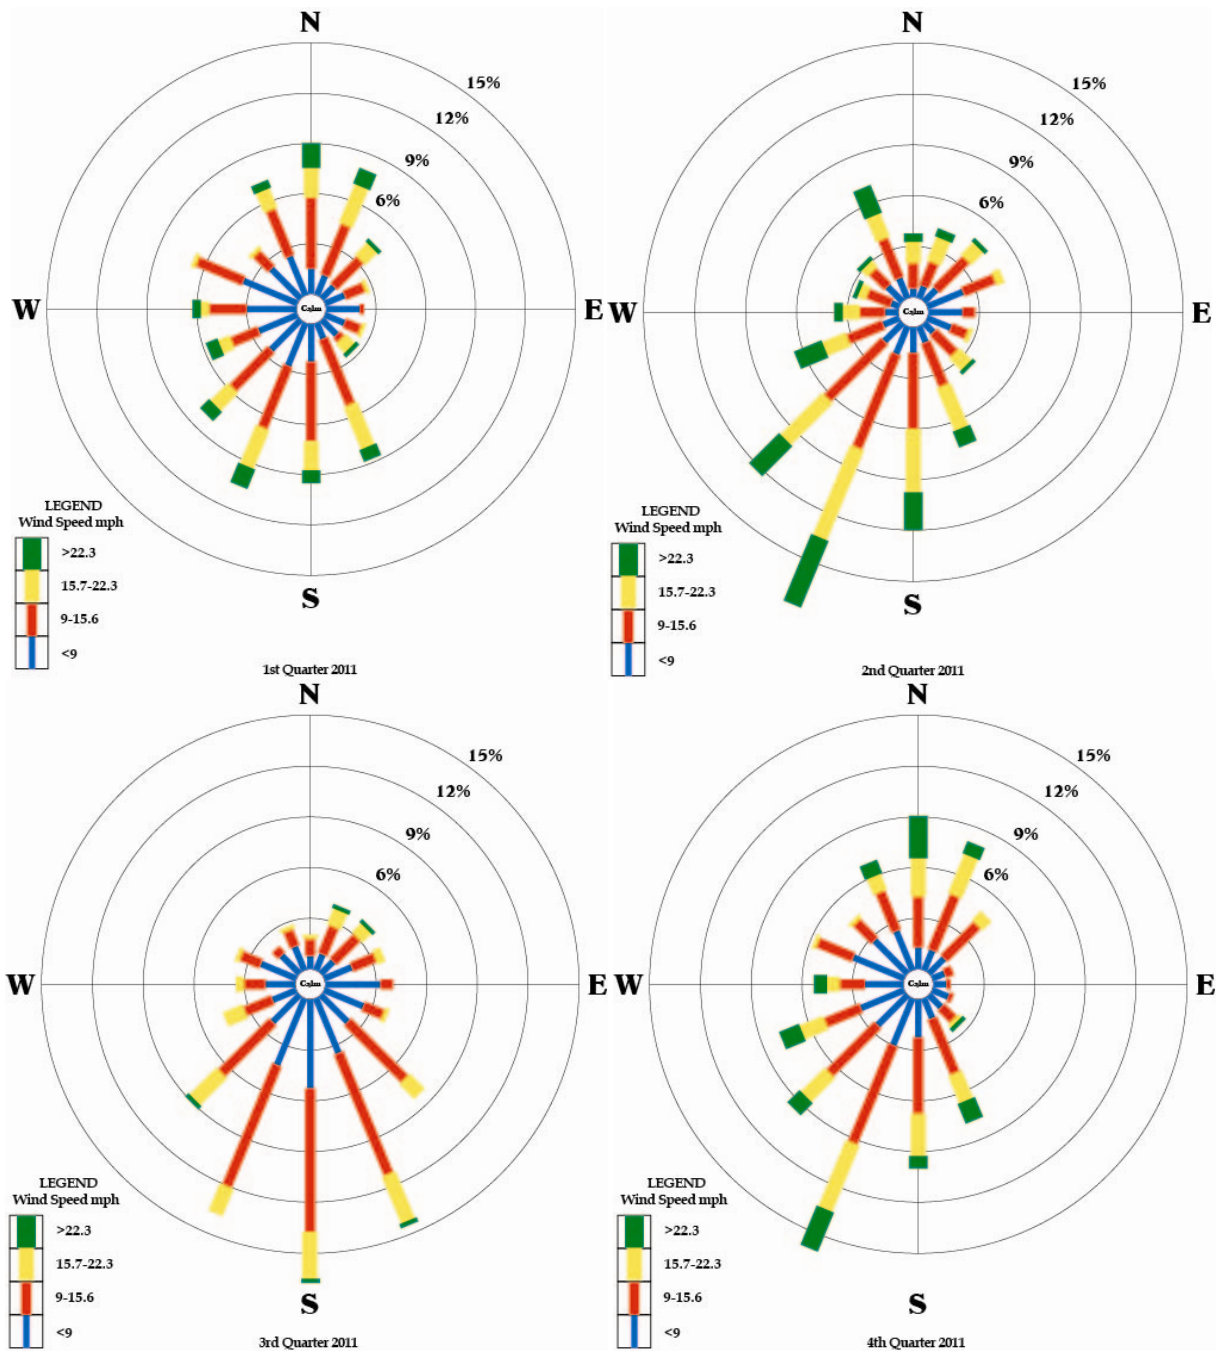 N
15%
12%
9%
6%
W
Calm
E
S
LEGEND
Wind Speed mph
>22.3
15.7-22.3
9-15.6
<9
1st Quarter 2011
N
15%
12%
9%
6%
W
Calm
E
S
LEGEND
Wind Speed mph
>22.3
15.7-22.3
9-15.6
<9
2nd Quarter 2011
N
15%
12%
9%
6%
W
Calm
E
S
LEGEND
Wind Speed mph
>22.3
15.7-22.3
9-15.6
<9
3rd Quarter 2011
N
15%
12%
9%
6%
W
Calm
E
S
LEGEND
Wind Speed mph
>22.3
15.7-22.3
9-15.6
<9
4th Quarter 2011